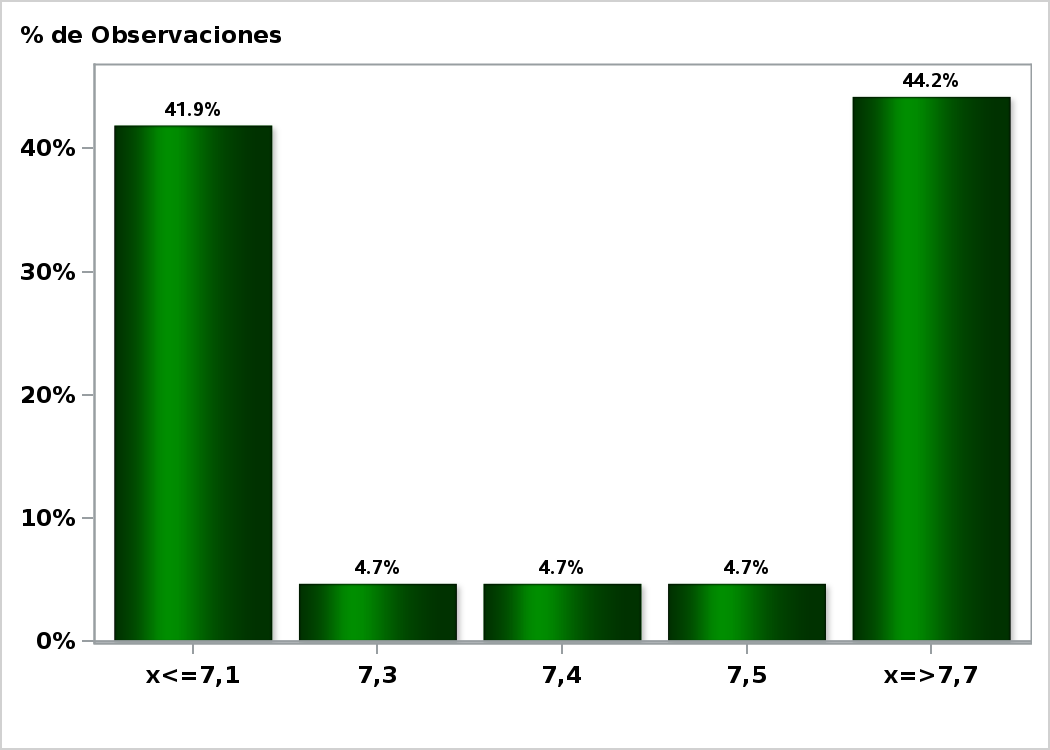 % de Observaciones
44.2%
41.9%
40%
30%
20%
10%
4.7% 4.7% 4.7%
0%
x<=7,1 7,3 7,4 7,5 x=>7,7